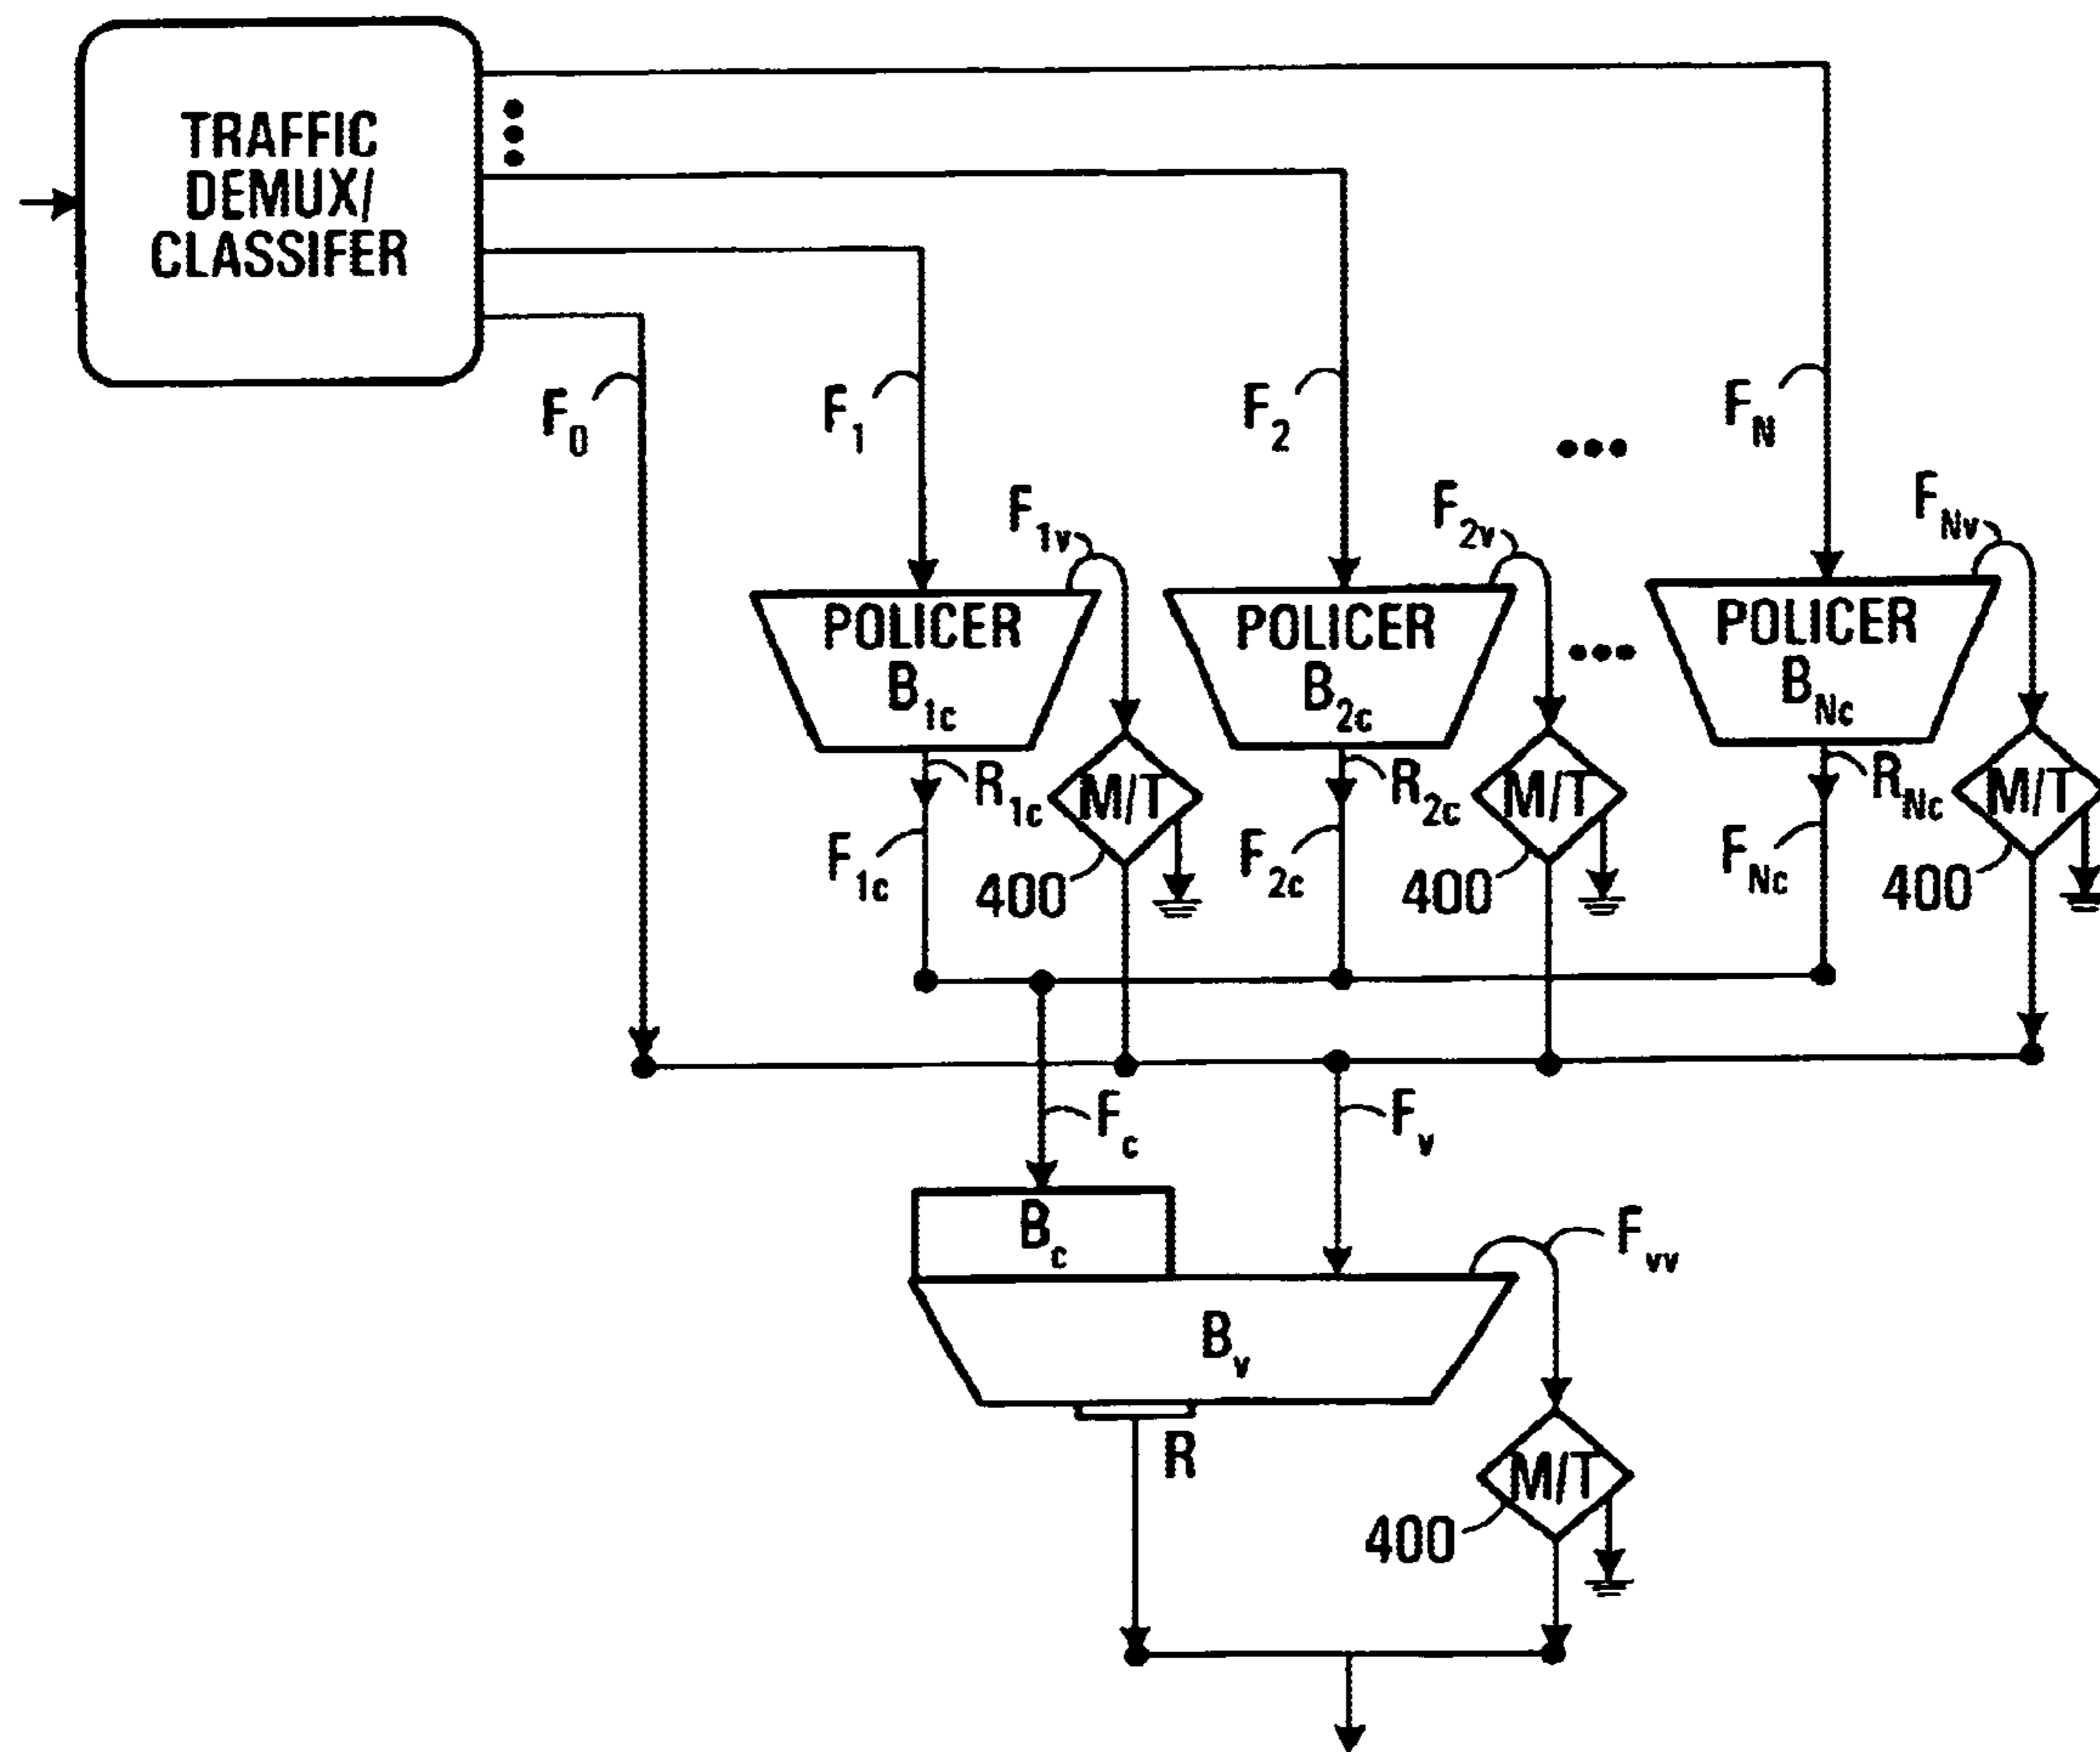 TRAFFIC
DEMUX/
CLASSIFER
F0
F1
F2
FN
F1v
F2v
FNv
POLICER
B1c
POLICER
B2c
POLICER
BNc
R1c
M/T
R2c
M/T
RNc
M/T
F1c
400
F2c
400
FNc
400
Fc
Fv
Bc
Fvv
Bv
R
M/T
400